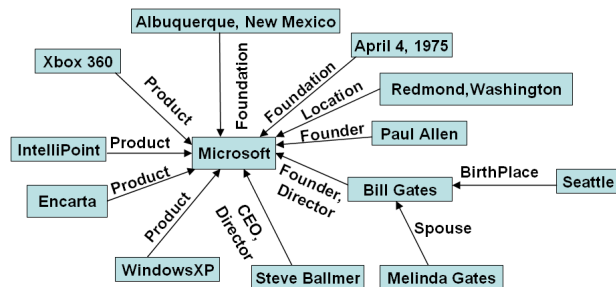 Albuquerque, New Mexico
April 4, 1975
Xbox 360
Product
Foundation
Foundation
Location
Redmond,Washington
Founder
Paul Allen
IntelliPoint
Product
Microsoft
Encarta
Product
Founder,
Director
Bill Gates
BirthPlace
Seattle
Product
CEO,
Director
Spouse
WindowsXP
Steve Ballmer
Melinda Gates